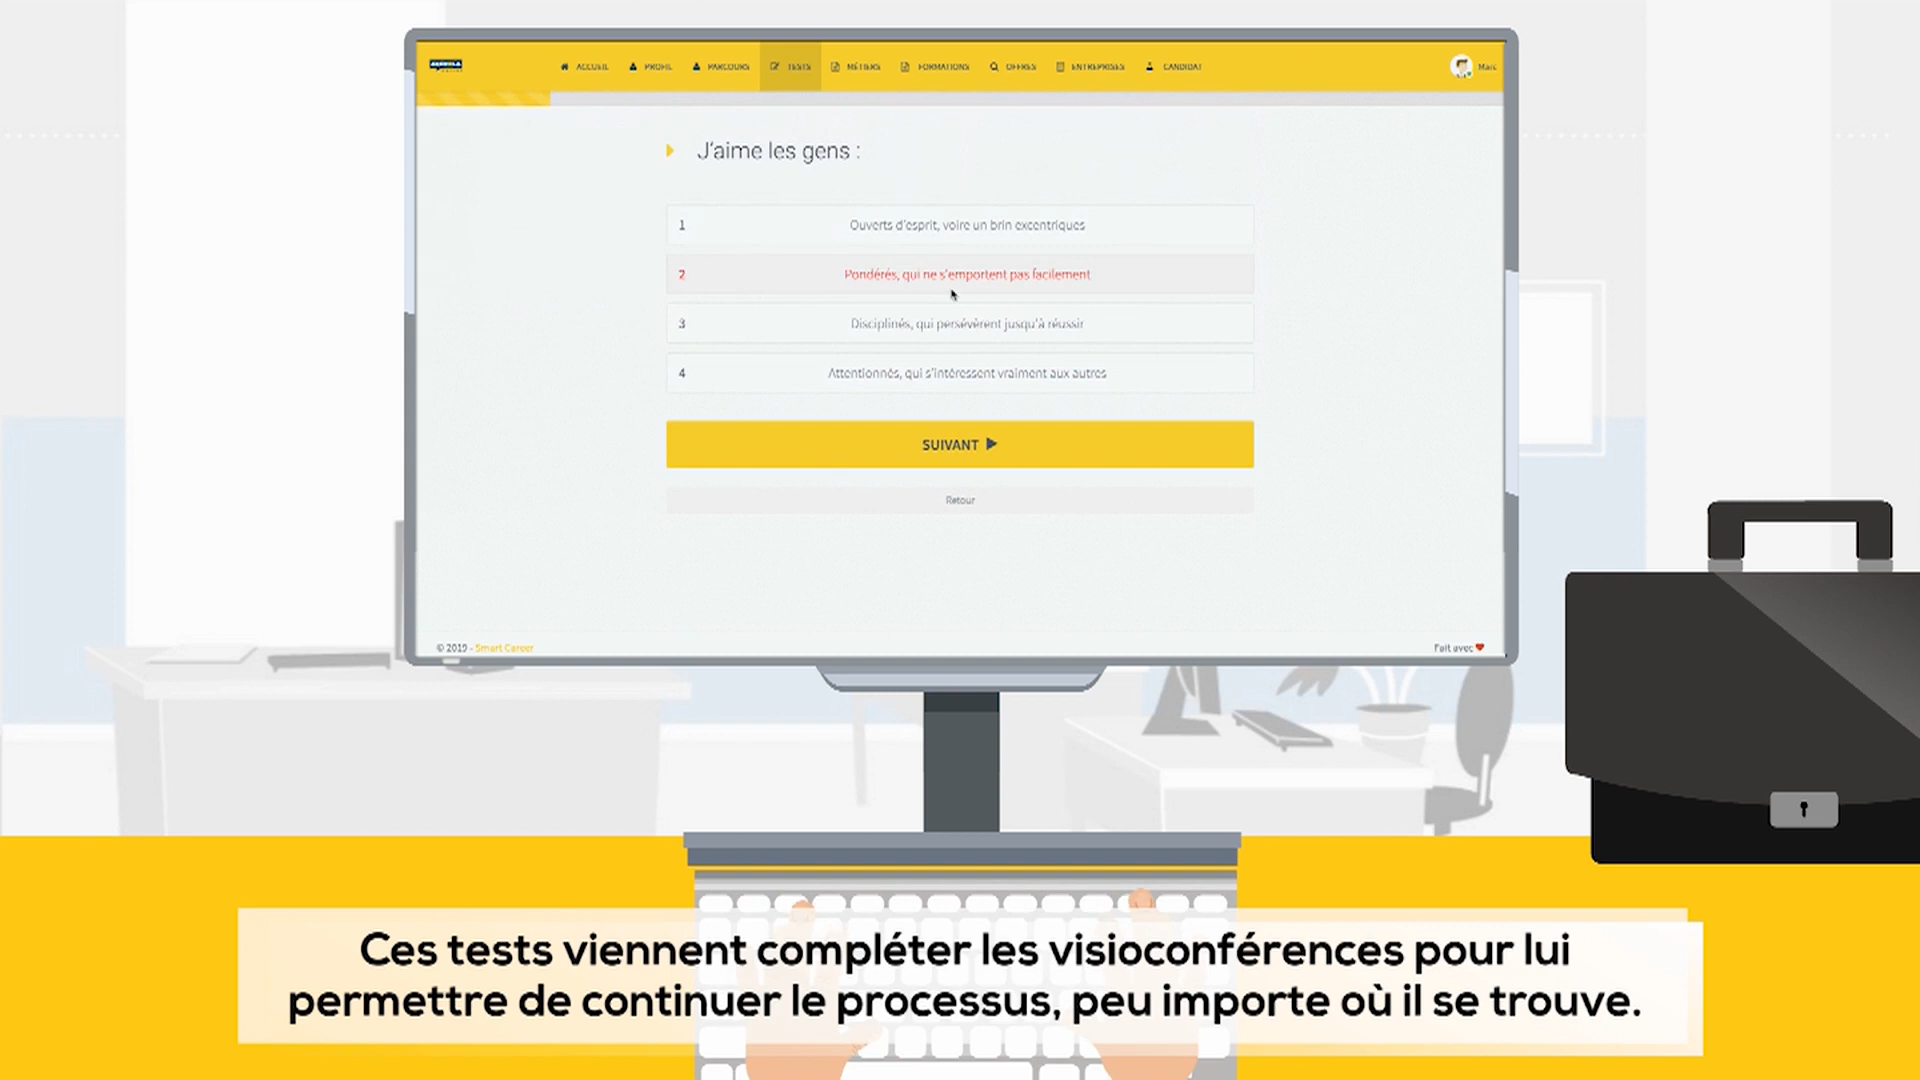 ACCUEIL PROFIL PARCOURS TESTS MÉTIERS FORMATIONS OFFRES ENTREPRISES CANDIDAT Marc
J'aime les gens :
1 Ouverts d'esprit, voire un brin excentriques
2 Pondérés, qui ne s'emportent pas facilement
3 Disciplinés, qui persévèrent jusqu'à réussir
4 Attentionnés, qui s'intéressent vraiment aux autres
SUIVANT
Retour
© 2019 - Smart Career Fait avec
Ces tests viennent compléter les visioconférences pour lui
permettre de continuer le processus, peu importe où il se trouve.